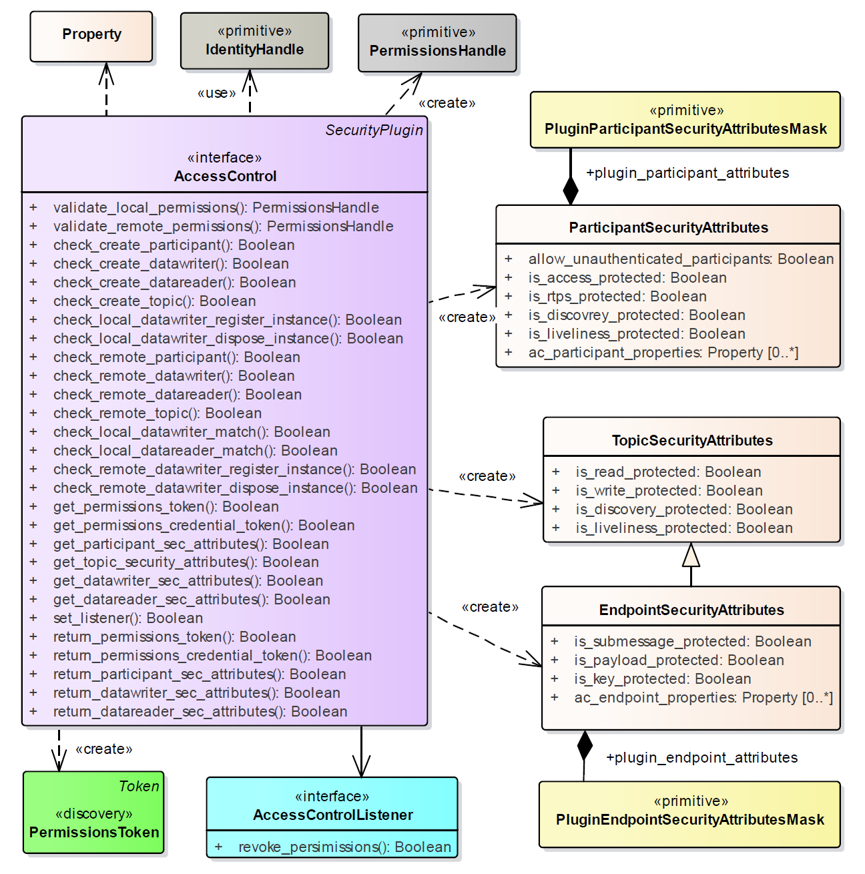 Property
«primitive»
IdentityHandle
«primitive»
PermissionsHandle
«use»
«create»
SecurityPlugin
«interface»
AccessControl
+ validate_local_permissions(): PermissionsHandle
+ validate_remote_permissions(): PermissionsHandle
+ check_create_participant(): Boolean
+ check_create_datawriter(): Boolean
+ check_create_datareader(): Boolean
+ check_create_topic(): Boolean
+ check_local_datawriter_register_instance(): Boolean
+ check_local_datawriter_dispose_instance(): Boolean
+ check_remote_participant(): Boolean
+ check_remote_datawriter(): Boolean
+ check_remote_datareader(): Boolean
+ check_remote_topic(): Boolean
+ check_local_datawriter_match(): Boolean
+ check_local_datareader_match(): Boolean
+ check_remote_datawriter_register_instance(): Boolean
+ check_remote_datawriter_dispose_instance(): Boolean
+ get_permissions_token(): Boolean
+ get_permissions_credential_token(): Boolean
+ get_participant_sec_attributes(): Boolean
+ get_topic_security_attributes(): Boolean
+ get_datawriter_sec_attributes(): Boolean
+ get_datareader_sec_attributes(): Boolean
+ set_listener(): Boolean
+ return_permissions_token(): Boolean
+ return_permissions_credential_token(): Boolean
+ return_participant_sec_attributes(): Boolean
+ return_datawriter_sec_attributes(): Boolean
+ return_datareader_sec_attributes(): Boolean
«primitive»
PluginParticipantSecurityAttributesMask
+plugin_participant_attributes
ParticipantSecurityAttributes
+ allow_unauthenticated_participants: Boolean
+ is_access_protected: Boolean
+ is_rtps_protected: Boolean
+ is_discovrey_protected: Boolean
+ is_liveliness_protected: Boolean
+ ac_participant_properties: Property [0..*]
«create»
TopicSecurityAttributes
+ is_read_protected: Boolean
+ is_write_protected: Boolean
+ is_discovery_protected: Boolean
+ is_liveliness_protected: Boolean
«create»
EndpointSecurityAttributes
+ is_submessage_protected: Boolean
+ is_payload_protected: Boolean
+ is_key_protected: Boolean
+ ac_endpoint_properties: Property [0..*]
«create»
+plugin_endpoint_attributes
«primitive»
PluginEndpointSecurityAttributesMask
«create»
Token
«discovery»
PermissionsToken
«interface»
AccessControlListener
+ revoke_persimissions(): Boolean